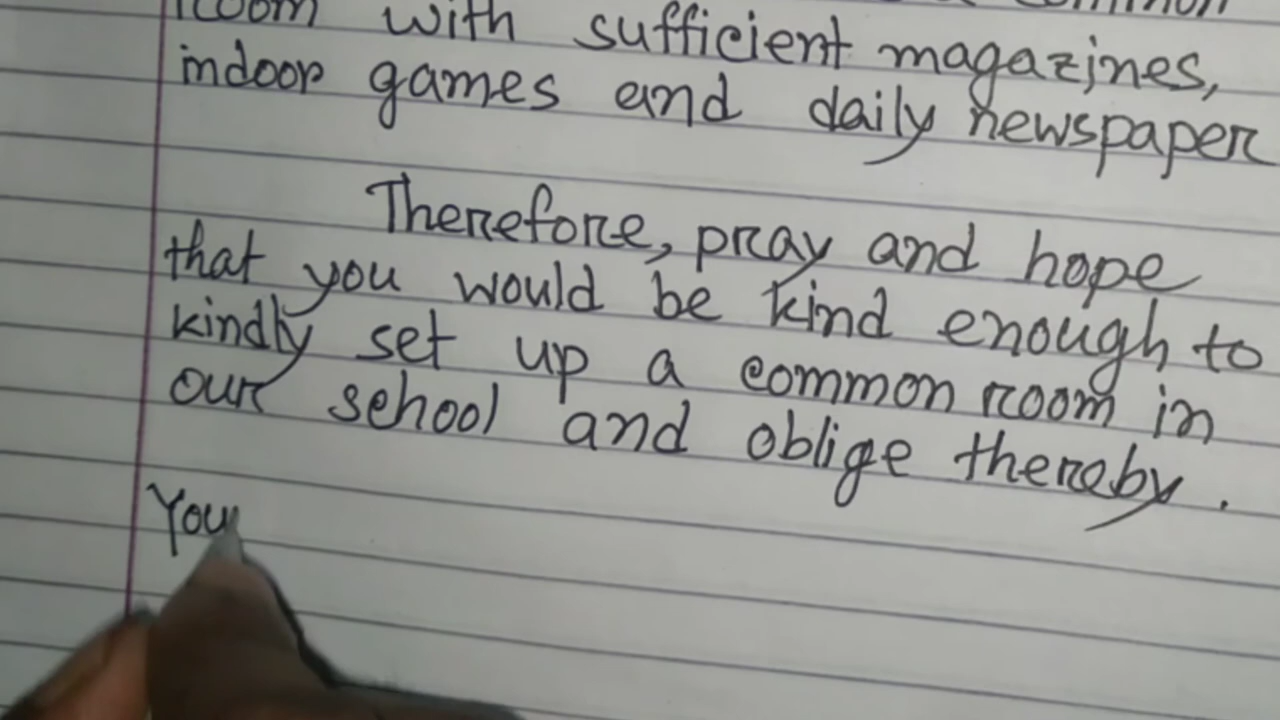 room with sufficient magazines,
indoor games and daily newspaper
Therefore, pray and hope
that you would be kind enough to
kindly set up a common room in
our school and oblige thereby.
You